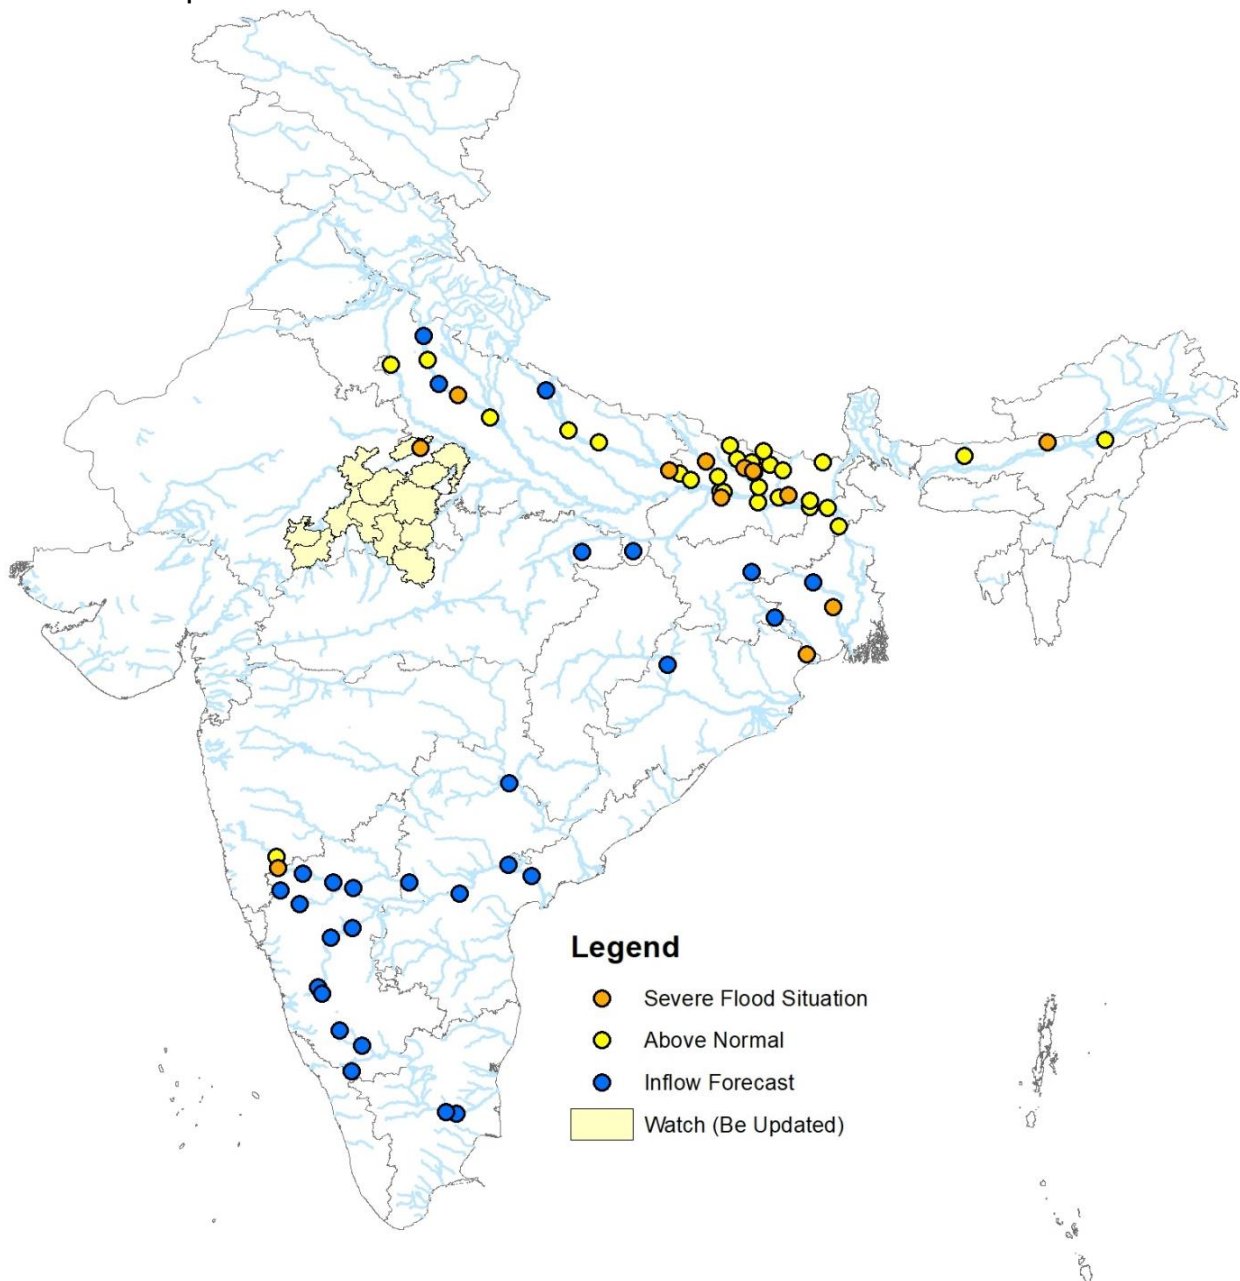 Legend
Severe Flood Situation
Above Normal
Inflow Forecast
Watch (Be Updated)